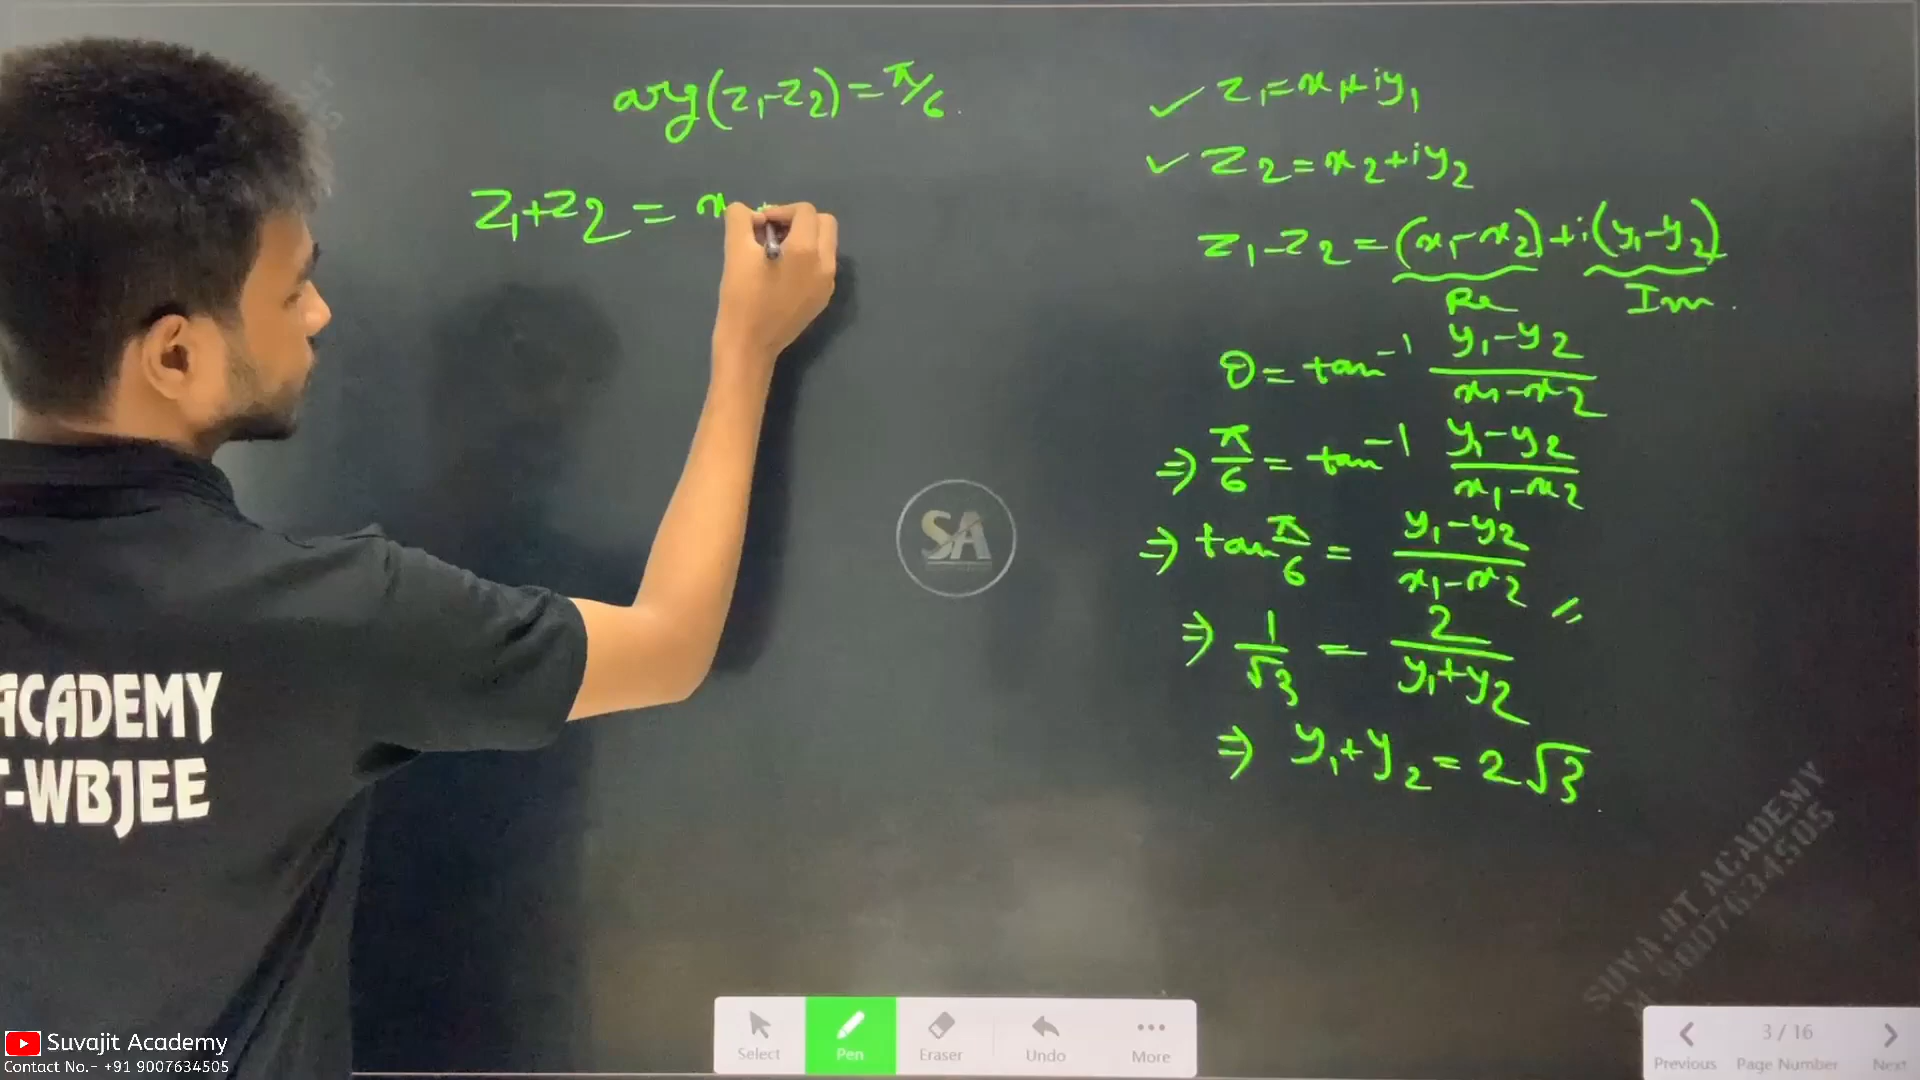 arg(z₁-z₂) = π/6
z₁+z₂ = x
✓ z₁ = x₁+iy₁
✓ z₂ = x₂+iy₂
z₁-z₂ = (x₁-x₂)+i(y₁-y₂)
Re Im.
θ = tan⁻¹ (y₁-y₂)/(x₁-x₂)
⇒ π/6 = tan⁻¹ (y₁-y₂)/(x₁-x₂)
⇒ tan π/6 = (y₁-y₂)/(x₁-x₂)
⇒ 1/√3 = 2/(y₁+y₂)
⇒ y₁+y₂ = 2√3
SA
ACADEMY
-WBJEE
SUVAJIT ACADEMY
9007634505
Suvajit Academy
Contact No.- +91 9007634505
Select Pen Eraser Undo More
3 / 16
Previous Page Number Next